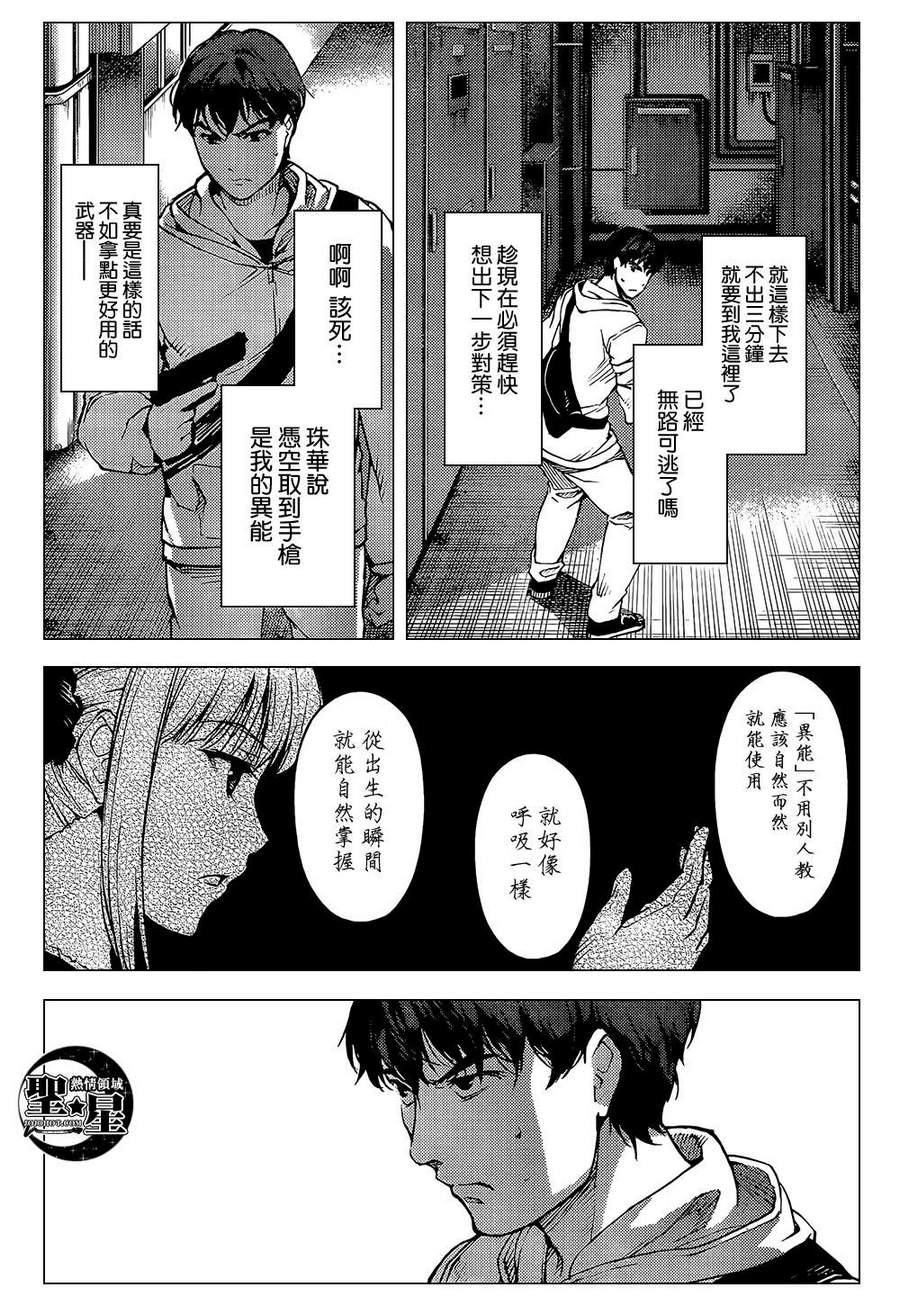 就這樣下去
不出三分鐘
就要到我這裡了
已經
無路可逃了嗎
趁現在必須趕快
想出下一步對策…
啊啊 該死…
珠華說
憑空取到手槍
是我的異能
真要是這樣的話
不如拿點更好用的
武器——
「異能」不用別人教
應該自然而然
就能使用
就好像
呼吸一樣
從出生的瞬間
就能自然掌握
熱情領域
聖★星